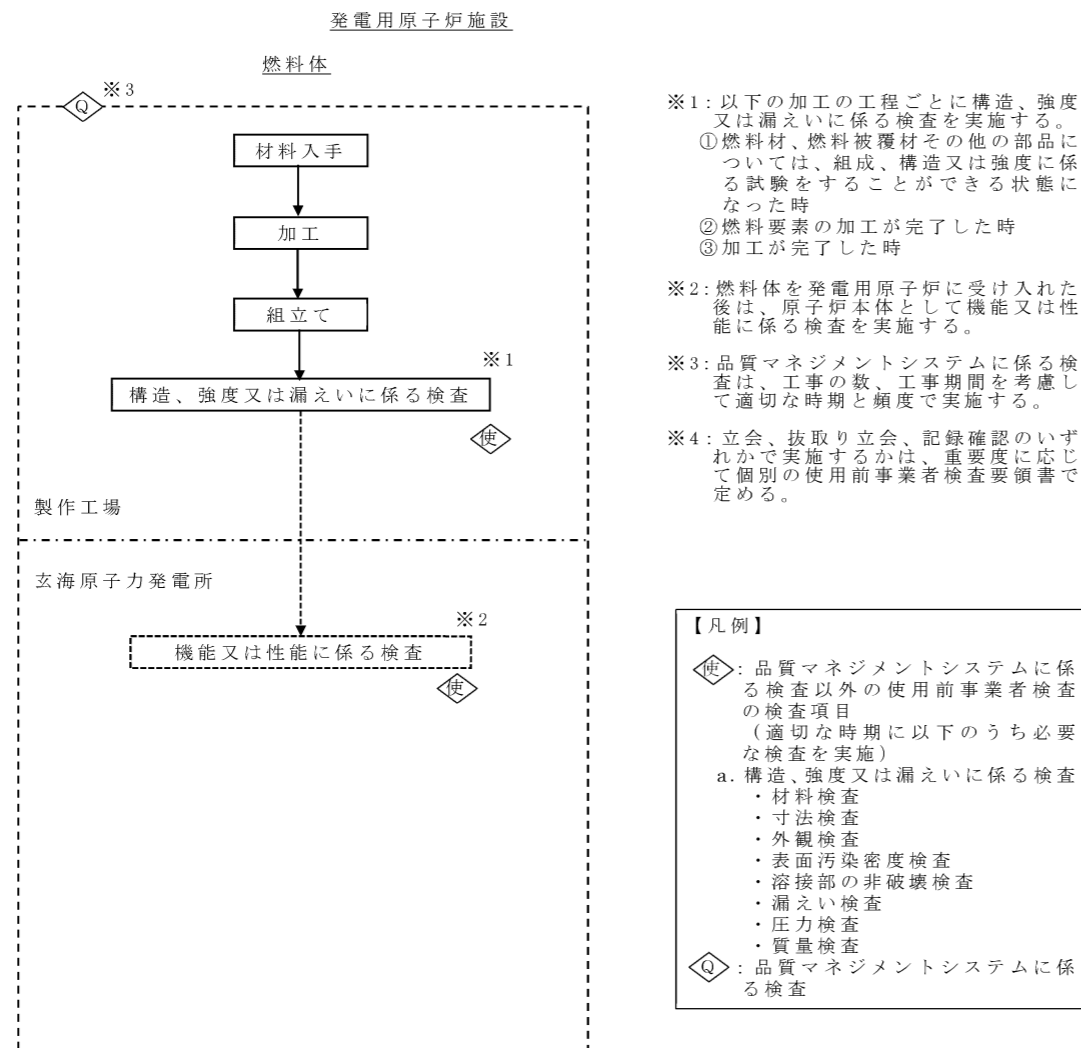 発電用原子炉施設
燃料体
Q
※3
材料入手
加工
組立て
※1
構造、強度又は漏えいに係る検査
使
製作工場
玄海原子力発電所
※2
機能又は性能に係る検査
使
※1：以下の加工の工程ごとに構造、強度
又は漏えいに係る検査を実施する。
①燃料材、燃料被覆材その他の部品に
ついては、組成、構造又は強度に係
る試験をすることができる状態に
なった時
②燃料要素の加工が完了した時
③加工が完了した時
※2：燃料体を発電用原子炉に受け入れた
後は、原子炉本体として機能又は性
能に係る検査を実施する。
※3：品質マネジメントシステムに係る検
査は、工事の数、工事期間を考慮し
て適切な時期と頻度で実施する。
※4：立会、抜取り立会、記録確認のいず
れかで実施するかは、重要度に応じ
て個別の使用前事業者検査要領書で
定める。
【凡例】
使：品質マネジメントシステムに係
る検査以外の使用前事業者検査
の検査項目
（適切な時期に以下のうち必要
な検査を実施）
a. 構造、強度又は漏えいに係る検査
・材料検査
・寸法検査
・外観検査
・表面汚染密度検査
・溶接部の非破壊検査
・漏えい検査
・圧力検査
・質量検査
Q：品質マネジメントシステムに係
る検査